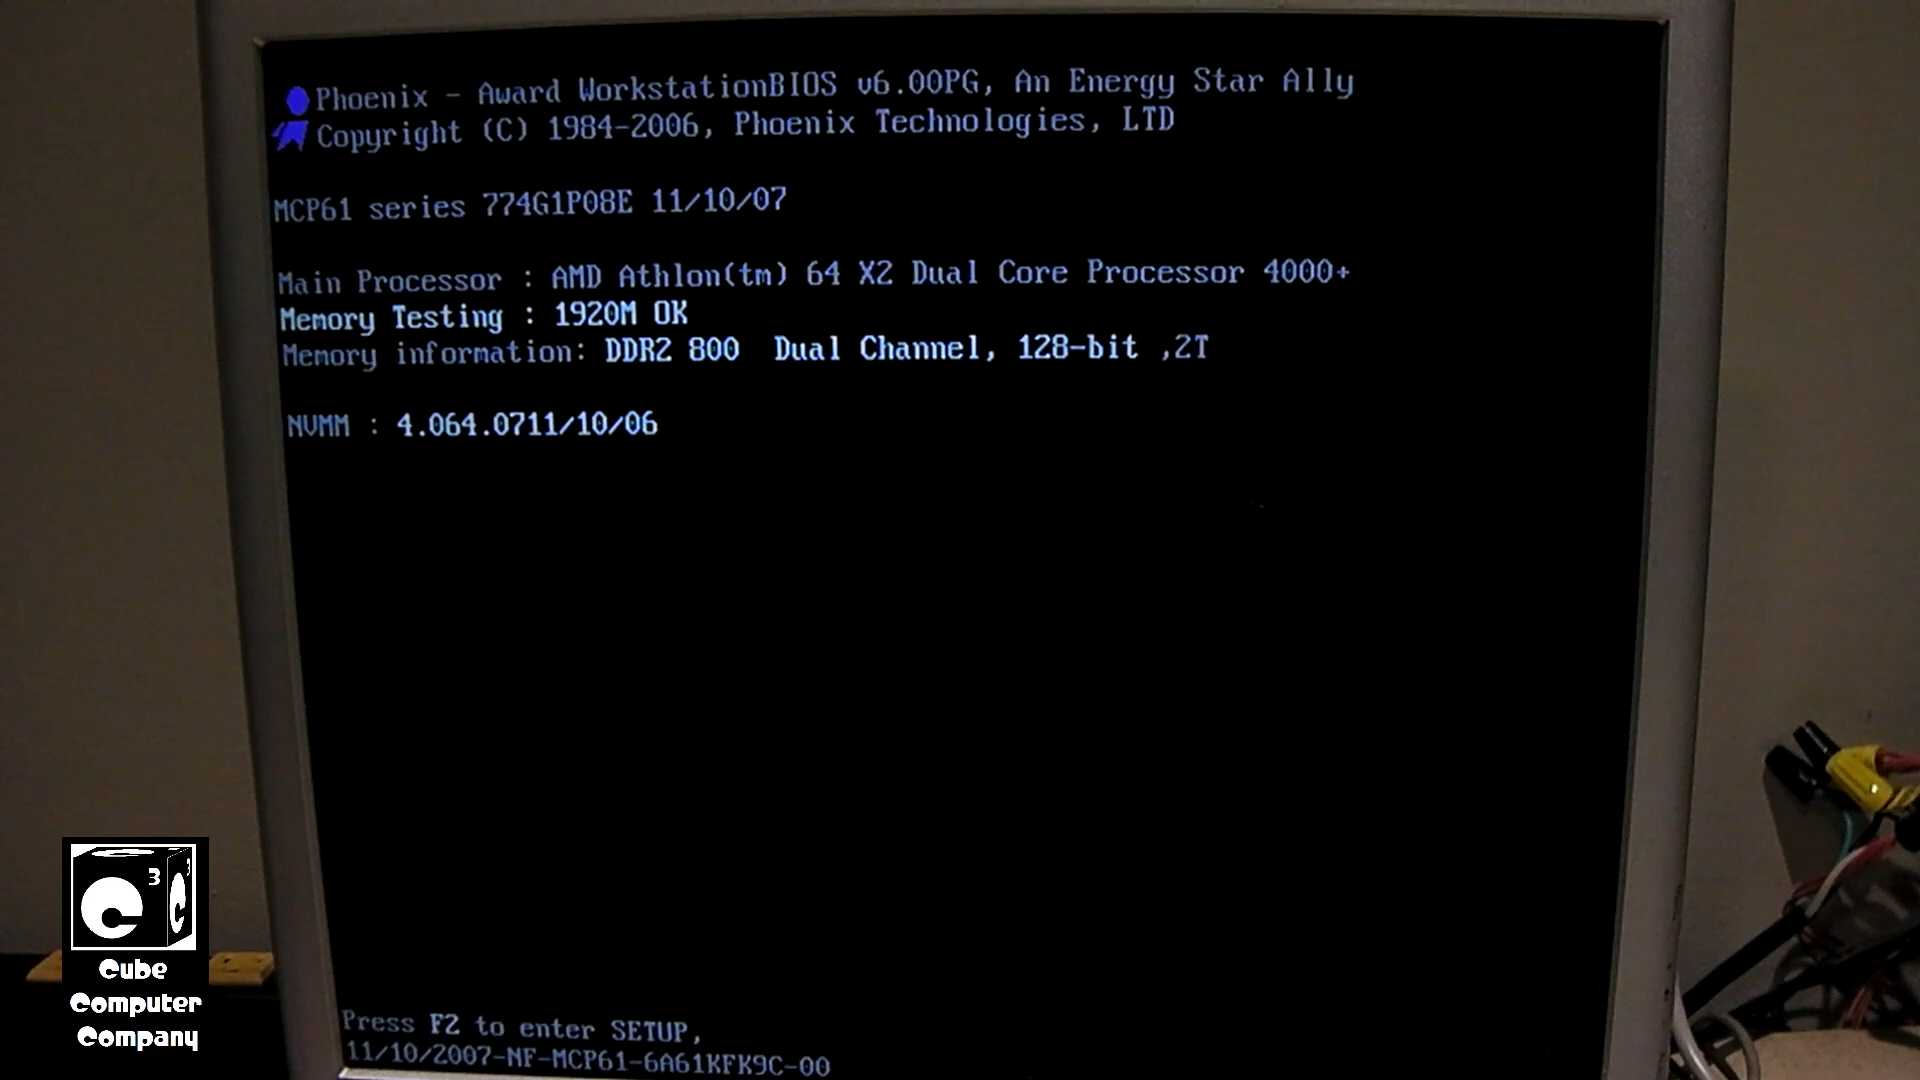 Phoenix - Award WorkstationBIOS v6.00PG, An Energy Star Ally
Copyright (C) 1984-2006, Phoenix Technologies, LTD
MCP61 series 774G1P08E 11/10/07
Main Processor : AMD Athlon(tm) 64 X2 Dual Core Processor 4000+
Memory Testing : 1920M OK
Memory information: DDR2 800 Dual Channel, 128-bit ,2T
NVMM : 4.064.0711/10/06
Press F2 to enter SETUP,
11/10/2007-NF-MCP61-6A61KFK9C-00
C 3 C 3
Cube
Computer
Company